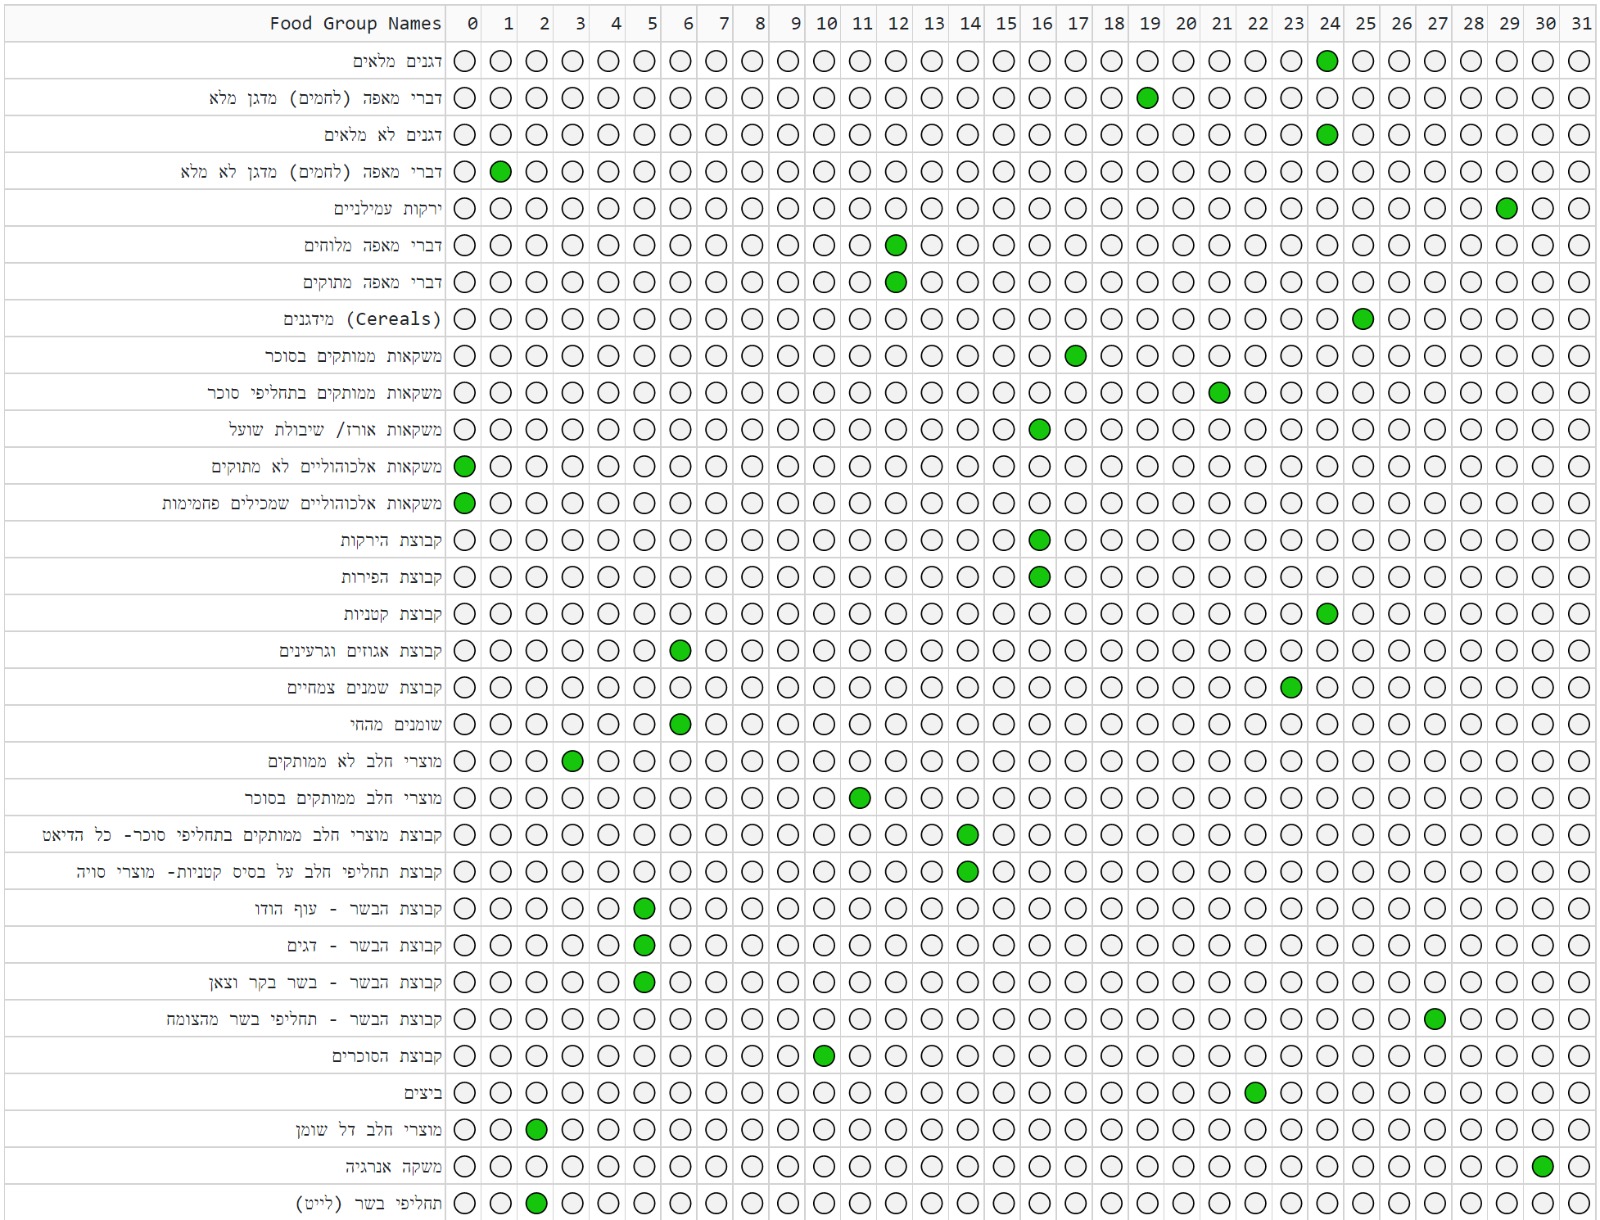 Food Group Names 0 1 2 3 4 5 6 7 8 9 10 11 12 13 14 15 16 17 18 19 20 21 22 23 24 25 26 27 28 29 30 31
דגנים מלאים
דברי מאפה (לחמים) מדגן מלא
דגנים לא מלאים
דברי מאפה (לחמים) מדגן לא מלא
ירקות עמילניים
דברי מאפה מלוחים
דברי מאפה מתוקים
מידגנים (Cereals)
משקאות ממותקים בסוכר
משקאות ממותקים בתחליפי סוכר
משקאות אורז/ שיבולת שועל
משקאות אלכוהוליים לא מתוקים
משקאות אלכוהוליים שמכילים פחמימות
קבוצת הירקות
קבוצת הפירות
קבוצת קטניות
קבוצת אגוזים וגרעינים
קבוצת שמנים צמחיים
שומנים מהחי
מוצרי חלב לא ממותקים
מוצרי חלב ממותקים בסוכר
קבוצת מוצרי חלב ממותקים בתחליפי סוכר- כל הדיאט
קבוצת תחליפי חלב על בסיס קטניות- מוצרי סויה
קבוצת הבשר - עוף הודו
קבוצת הבשר - דגים
קבוצת הבשר - בשר בקר וצאן
קבוצת הבשר - תחליפי בשר מהצומח
קבוצת הסוכרים
ביצים
מוצרי חלב דל שומן
משקה אנרגיה
תחליפי בשר (לייט)